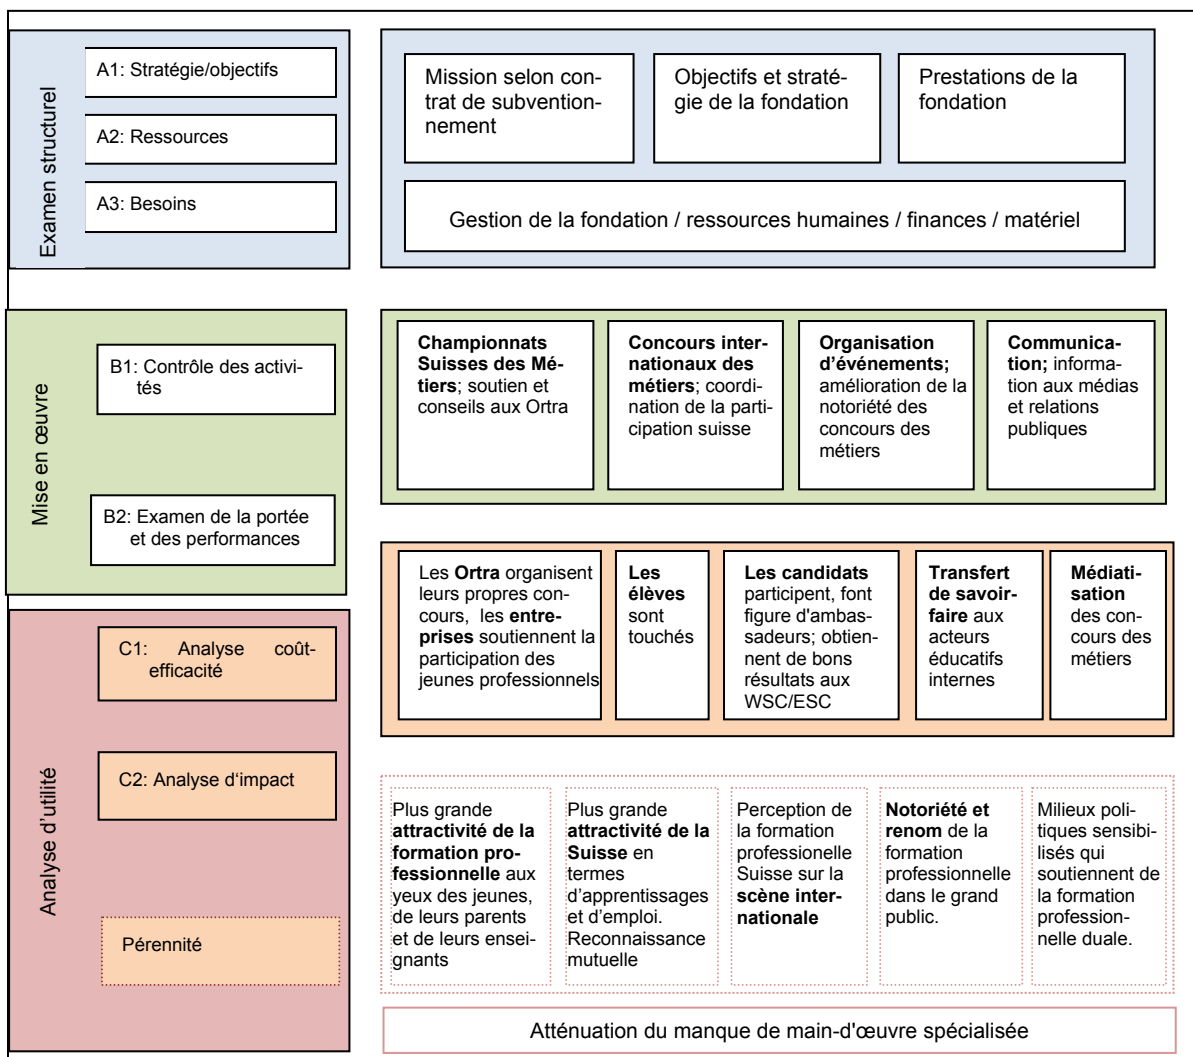 Examen structurel
A1: Stratégie/objectifs
A2: Ressources
A3: Besoins
Mission selon con-
trat de subvention-
nement
Objectifs et straté-
gie de la fondation
Prestations de la
fondation
Gestion de la fondation / ressources humaines / finances / matériel
Mise en œuvre
B1: Contrôle des activi-
tés
B2: Examen de la portée
et des performances
Championnats
Suisses des Mé-
tiers; soutien et
conseils aux Ortra
Concours inter-
nationaux des
métiers; coordi-
nation de la parti-
cipation suisse
Organisation
d’événements;
amélioration de la
notoriété des
concours des
métiers
Communica-
tion; information
aux médias
et relations
publiques
Les Ortra organisent
leurs propres con-
cours, les entre-
prises soutiennent la
participation des
jeunes professionnels
Les
élèves
sont
touchés
Les candidats
participent, font
figure d'ambas-
sadeurs; obtien-
nent de bons
résultats aux
WSC/ESC
Transfert
de savoir-
faire aux
acteurs
éducatifs
internes
Médiati-
sation
des con-
cours des
métiers
Analyse d’utilité
C1: Analyse coût-
efficacité
C2: Analyse d‘impact
Pérennité
Plus grande
attractivité de la
formation pro-
fessionnelle aux
yeux des jeunes,
de leurs parents
et de leurs ensei-
gnants
Plus grande
attractivité de la
Suisse en
termes
d’apprentissages
et d’emploi.
Reconnaissance
mutuelle
Perception de
la formation
professionelle
Suisse sur la
scène inter-
nationale
Notoriété et
renom de la
formation
professionnelle
dans le grand
public.
Milieux poli-
tiques sensibi-
lisés qui
soutiennent de
la formation
profession-
nelle duale.
Atténuation du manque de main-d'œuvre spécialisée